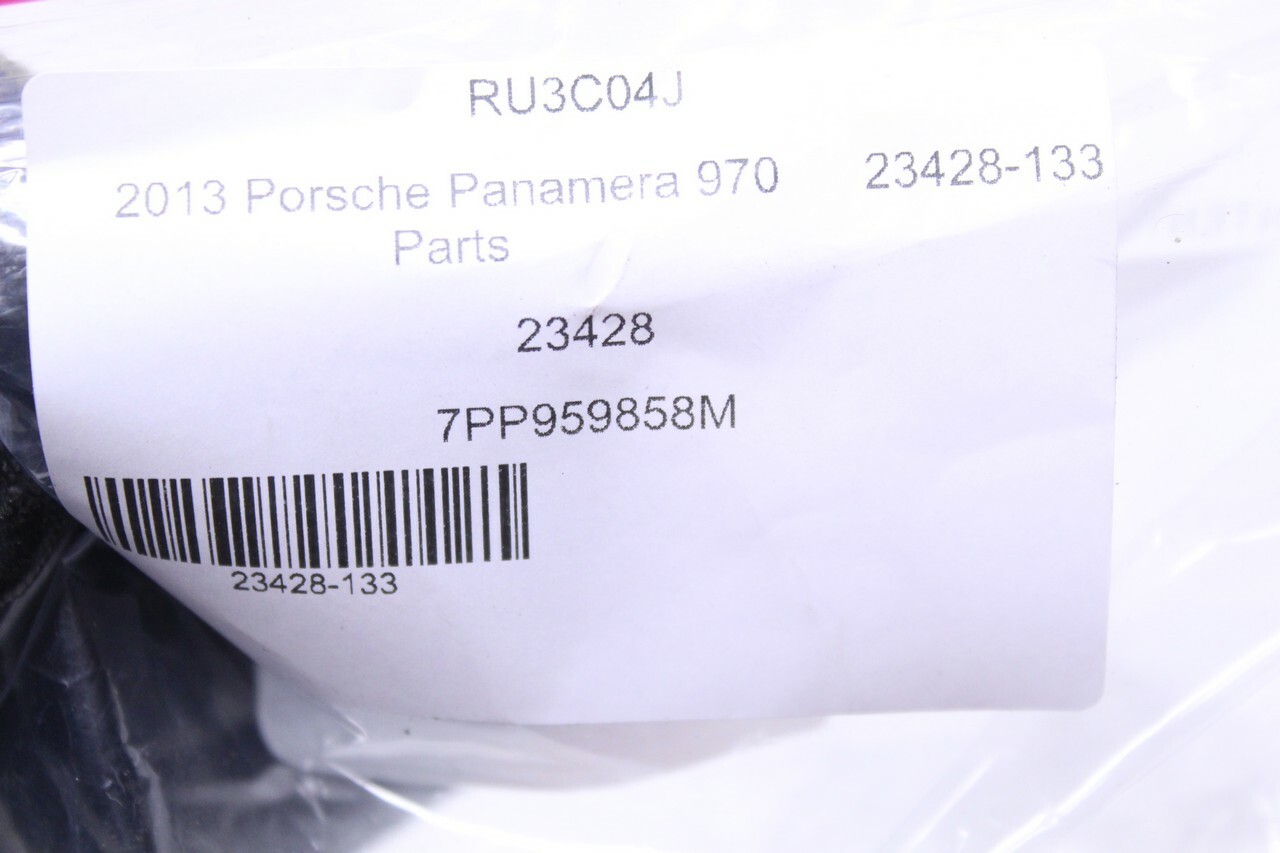 RU3C04J
2013 Porsche Panamera 970 23428-133
Parts
23428
7PP959858M
23428-133